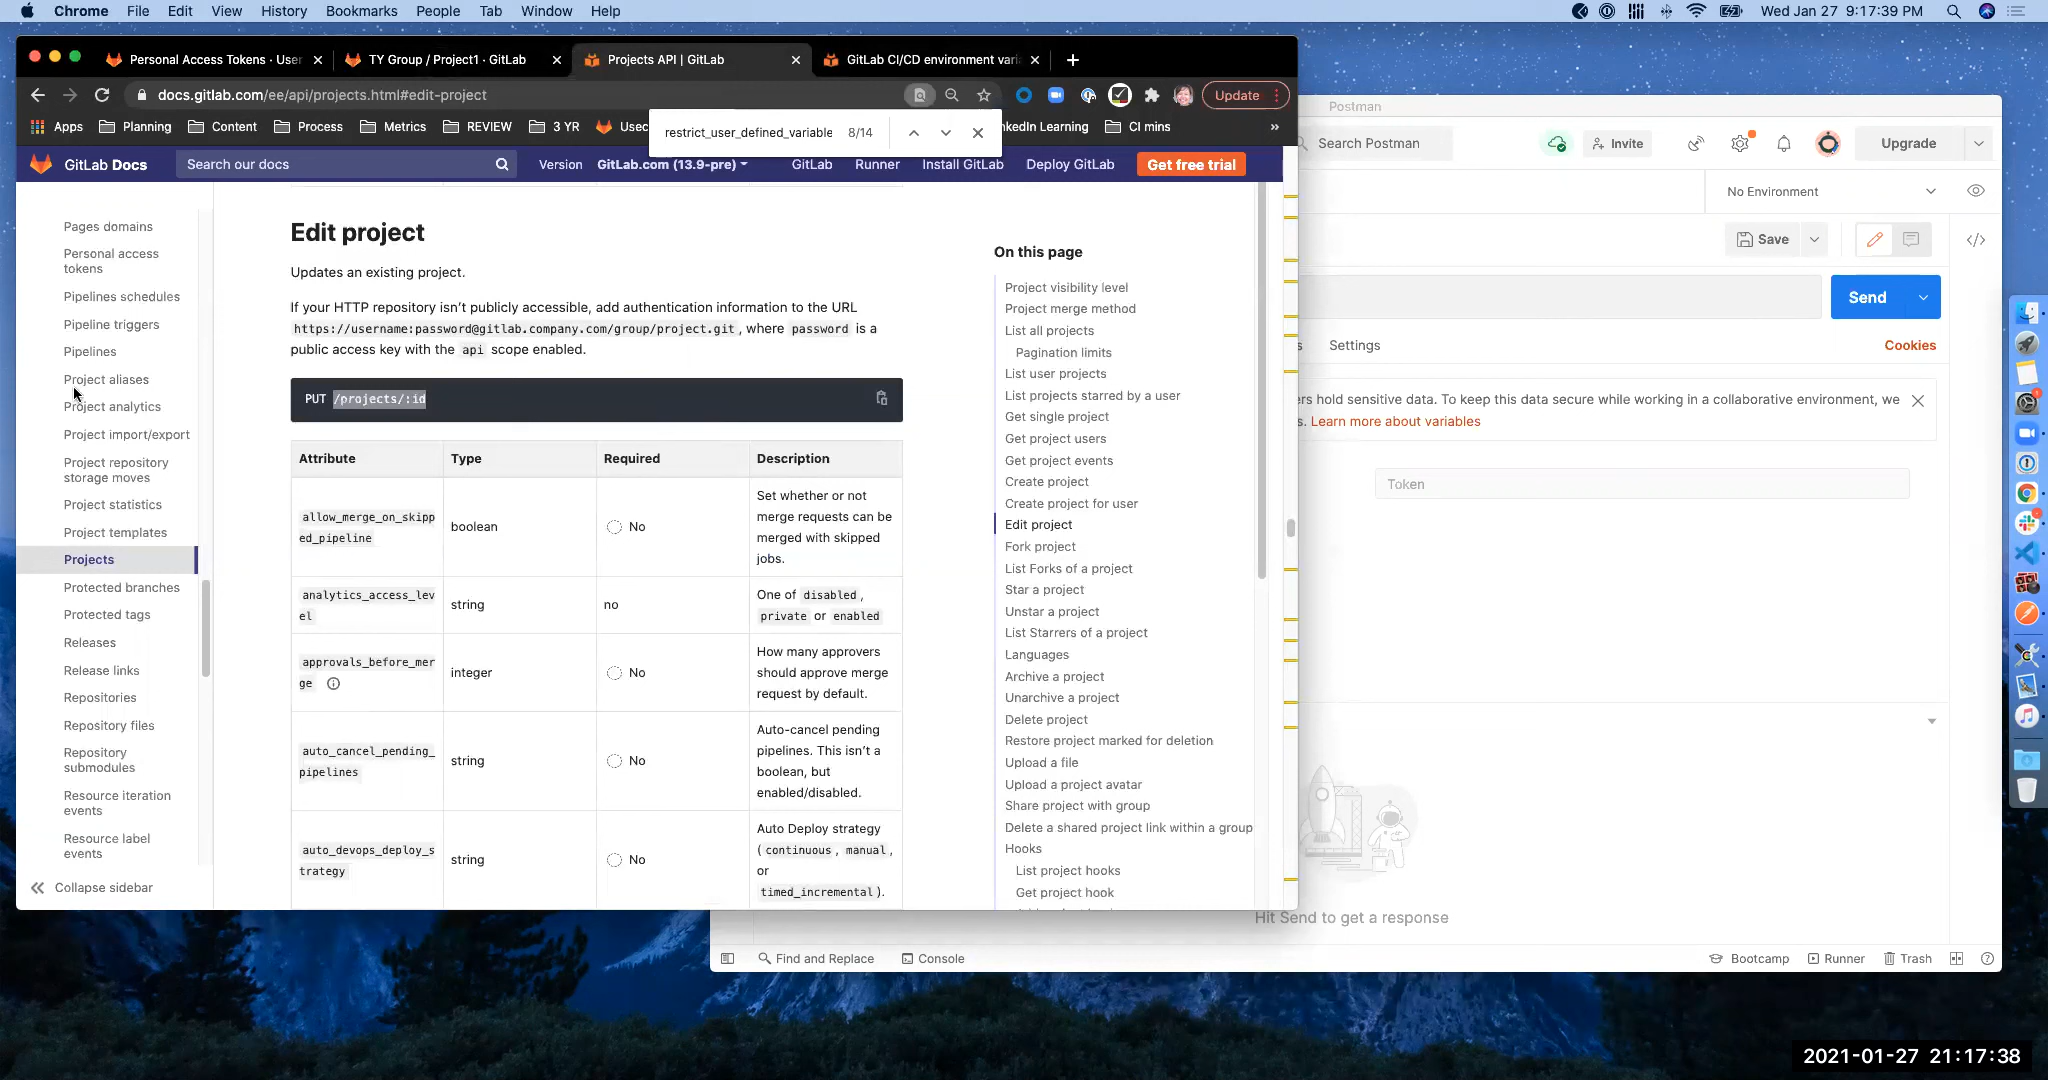 Chrome File Edit View History Bookmarks People Tab Window Help
Wed Jan 27 9:17:39 PM
Personal Access Tokens · User
TY Group / Project1 · GitLab
Projects API | GitLab
GitLab CI/CD environment vari
docs.gitlab.com/ee/api/projects.html#edit-project
Update
Apps Planning Content Process Metrics REVIEW 3 YR
restrict_user_defined_variable 8/14
CI mins
»
GitLab Docs
Search our docs
Version GitLab.com (13.9-pre)
GitLab Runner Install GitLab Deploy GitLab
Get free trial
Pages domains
Personal access
tokens
Pipelines schedules
Pipeline triggers
Pipelines
Project aliases
Project analytics
Project import/export
Project repository
storage moves
Project statistics
Project templates
Projects
Protected branches
Protected tags
Releases
Release links
Repositories
Repository files
Repository
submodules
Resource iteration
events
Resource label
events
Collapse sidebar
Edit project
Updates an existing project.
If your HTTP repository isn't publicly accessible, add authentication information to the URL
https://username:password@gitlab.company.com/group/project.git, where password is a
public access key with the api scope enabled.
PUT /projects/:id
Attribute Type Required Description
allow_merge_on_skipp
ed_pipeline
boolean
No
Set whether or not
merge requests can be
merged with skipped
jobs.
analytics_access_lev
el
string
no
One of disabled,
private or enabled
approvals_before_mer
ge
integer
No
How many approvers
should approve merge
request by default.
auto_cancel_pending_
pipelines
string
No
Auto-cancel pending
pipelines. This isn't a
boolean, but
enabled/disabled.
auto_devops_deploy_s
trategy
string
No
Auto Deploy strategy
(continuous, manual,
or
timed_incremental).
On this page
Project visibility level
Project merge method
List all projects
Pagination limits
List user projects
List projects starred by a user
Get single project
Get project users
Get project events
Create project
Create project for user
Edit project
Fork project
List Forks of a project
Star a project
Unstar a project
List Starrers of a project
Languages
Archive a project
Unarchive a project
Delete project
Restore project marked for deletion
Upload a file
Upload a project avatar
Share project with group
Delete a shared project link within a group
Hooks
List project hooks
Get project hook
Postman
Search Postman
Invite
Upgrade
No Environment
Save
Send
Settings
Cookies
rs hold sensitive data. To keep this data secure while working in a collaborative environment, we
s. Learn more about variables
Token
Hit Send to get a response
Find and Replace
Console
Bootcamp
Runner
Trash
2021-01-27 21:17:38